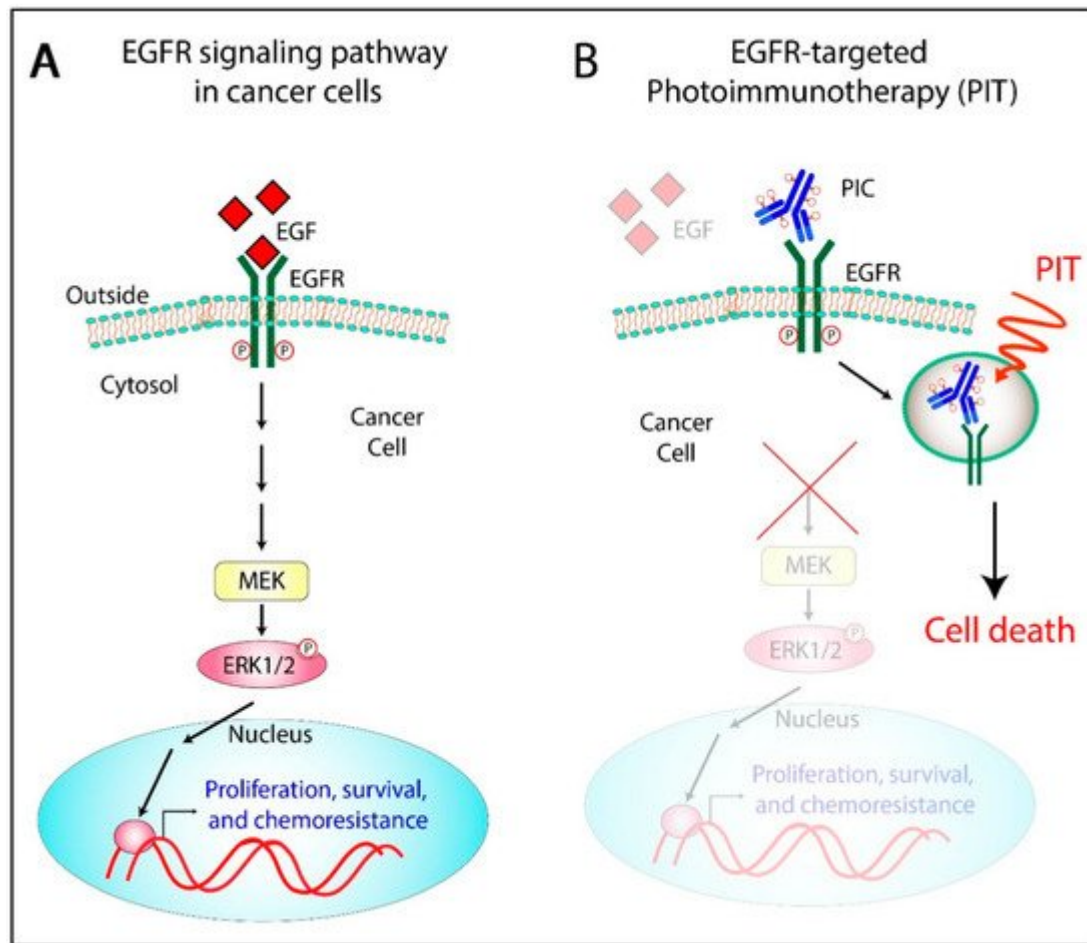 A
EGFR signaling pathway
in cancer cells
EGF
EGFR
Outside
P
P
Cytosol
Cancer
Cell
MEK
P
ERK1/2
Nucleus
Proliferation, survival,
and chemoresistance
B
EGFR-targeted
Photoimmunotherapy (PIT)
PIC
EGF
EGFR
PIT
P
P
Cancer
Cell
MEK
P
ERK1/2
Cell death
Nucleus
Proliferation, survival,
and chemoresistance